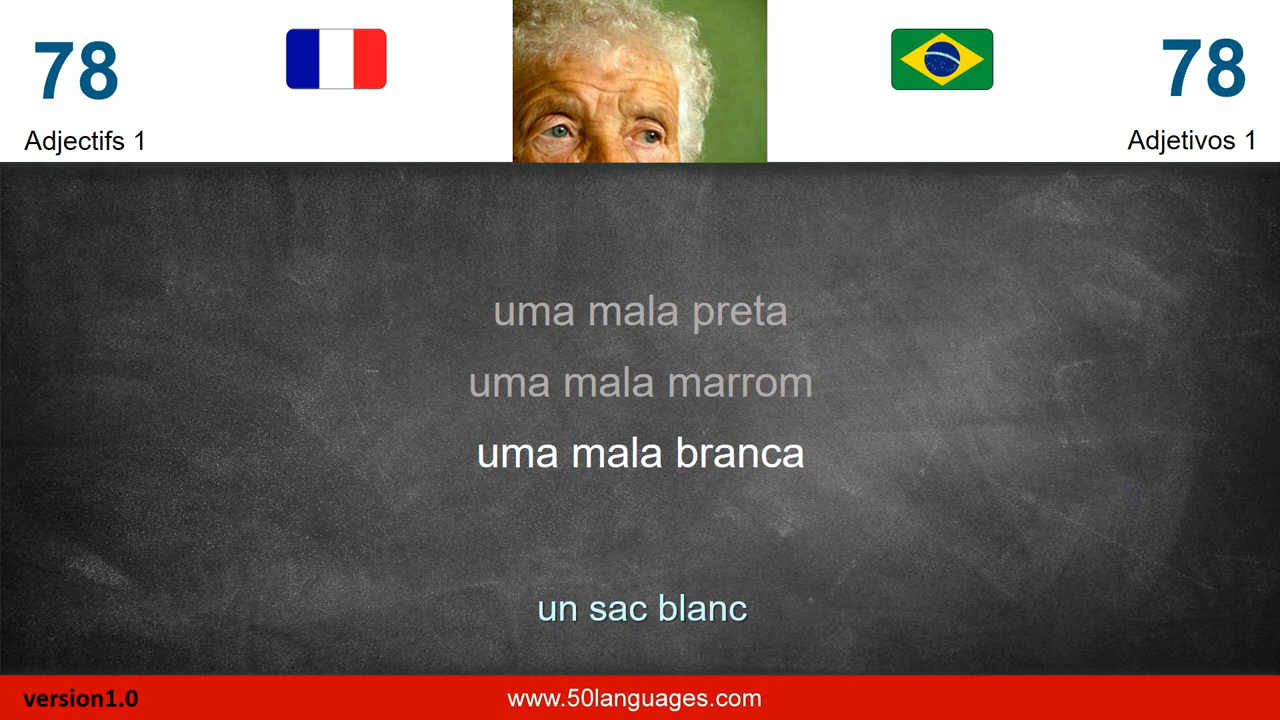 78
78
Adjectifs 1
Adjetivos 1
uma mala preta
uma mala marrom
uma mala branca
un sac blanc
version1.0
www.50languages.com